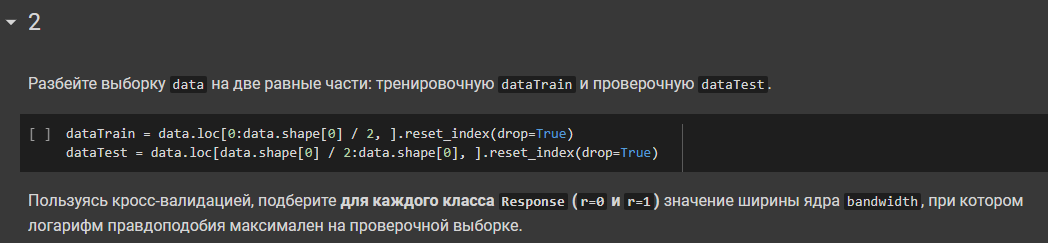 2
Разбейте выборку data на две равные части: тренировочную dataTrain и проверочную dataTest.
[ ] dataTrain = data.loc[0:data.shape[0] / 2, ].reset_index(drop=True)
dataTest = data.loc[data.shape[0] / 2:data.shape[0], ].reset_index(drop=True)
Пользуясь кросс-валидацией, подберите для каждого класса Response (r=0 и r=1) значение ширины ядра bandwidth, при котором
логарифм правдоподобия максимален на проверочной выборке.